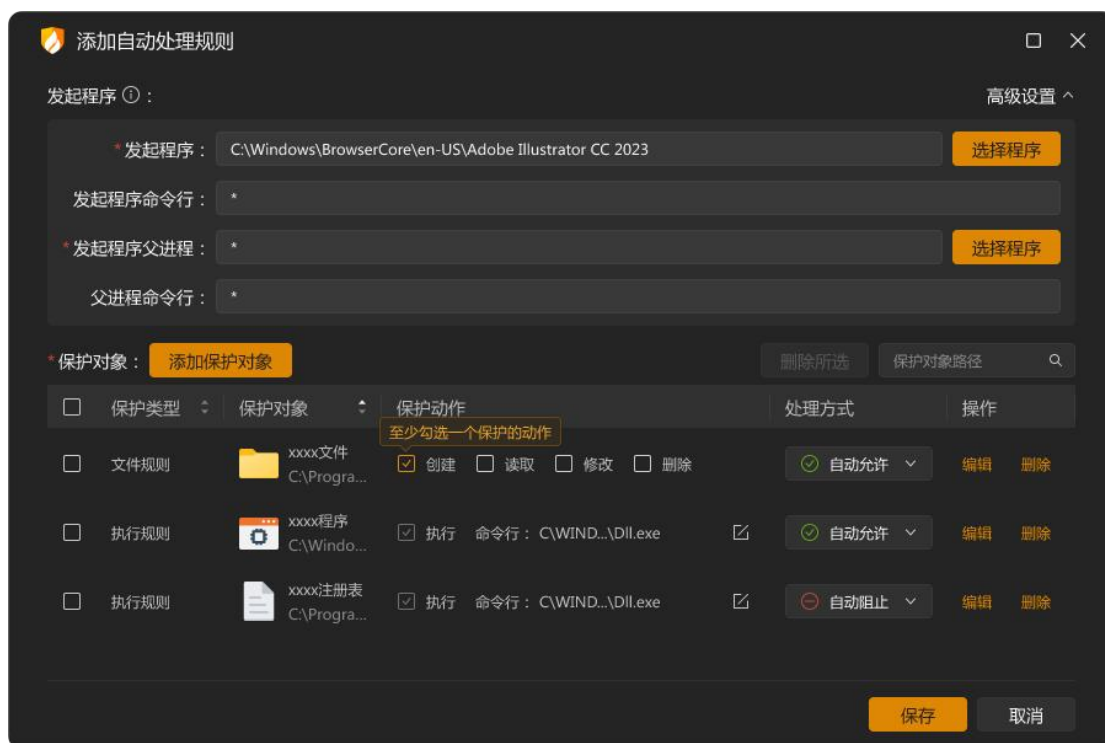 添加自动处理规则
发起程序 ⓘ : 高级设置
* 发起程序 : C:\Windows\BrowserCore\en-US\Adobe Illustrator CC 2023 选择程序
发起程序命令行 : *
* 发起程序父进程 : * 选择程序
父进程命令行 : *
* 保护对象 : 添加保护对象 删除所选 保护对象路径
保护类型 保护对象 保护动作 处理方式 操作
至少勾选一个保护的动作
文件规则 xxxx文件 创建 读取 修改 删除 自动允许 编辑 删除
C:\Progra...
执行规则 xxxx程序 执行 命令行 : C\WIND...\Dll.exe 自动允许 编辑 删除
C:\Windo...
执行规则 xxxx注册表 执行 命令行 : C\WIND...\Dll.exe 自动阻止 编辑 删除
C:\Progra...
保存 取消